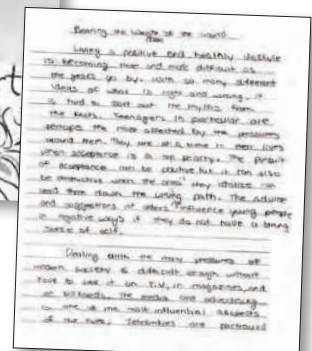 Bearing the Weight of the World
Living a positive and healthy lifestyle
is becoming more and more difficult as
the years go by. With so many different
ideas of what is right and wrong, it
is hard to sort out the myths from
the facts. Teenagers in particular are
perhaps the most affected by the pressures
around them. They are at a time in their lives
when acceptance is a top priority. The pursuit
of acceptance can be positive, but it can also
be destructive when the ones they idolize can
lead them down the wrong path. The advice
and suggestions of others influence young people
in negative ways if they do not have a strong
sense of self.
Dealing with the many pressures of
modern society is difficult enough without
have to see it on T.V., in magazines, and
on billboards. The media and advertising
is one of the most influential aspects
of our lives. Celebrities are portrayed